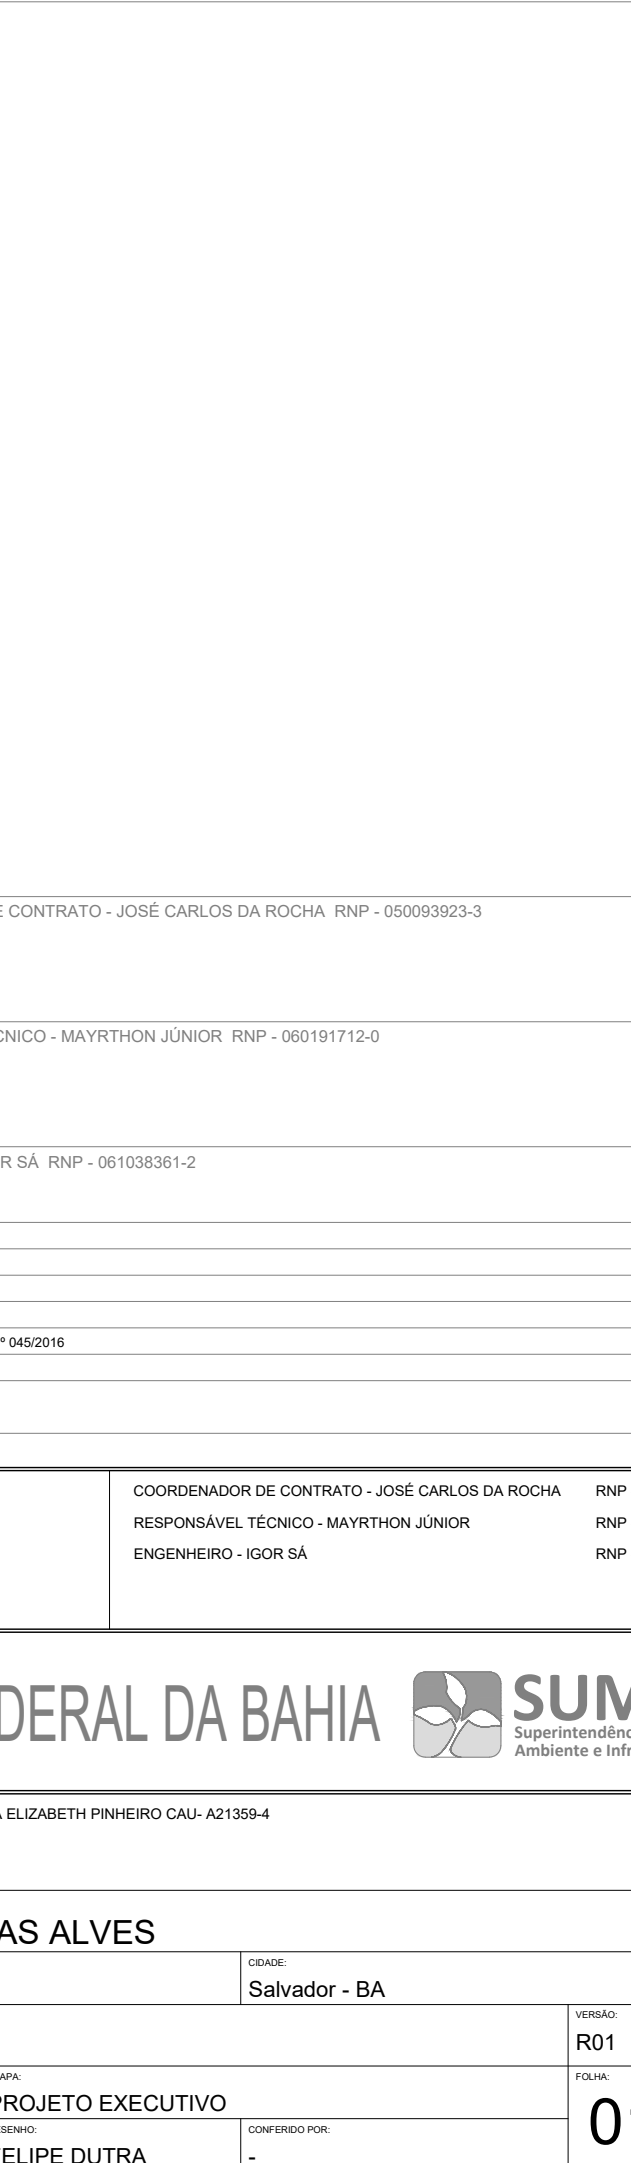 E CONTRATO - JOSÉ CARLOS DA ROCHA RNP - 050093923-3
CNICO - MAYRTHON JÚNIOR RNP - 060191712-0
R SÁ RNP - 061038361-2
º 045/2016
COORDENADOR DE CONTRATO - JOSÉ CARLOS DA ROCHA RNP
RESPONSÁVEL TÉCNICO - MAYRTHON JÚNIOR RNP
ENGENHEIRO - IGOR SÁ RNP
DERAL DA BAHIA
SUM
Superintendênc
Ambiente e Infr
A ELIZABETH PINHEIRO CAU- A21359-4
AS ALVES
CIDADE:
Salvador - BA
VERSÃO:
R01
APA:
PROJETO EXECUTIVO
FOLHA:
0
ESENHO:
FELIPE DUTRA
CONFERIDO POR:
-